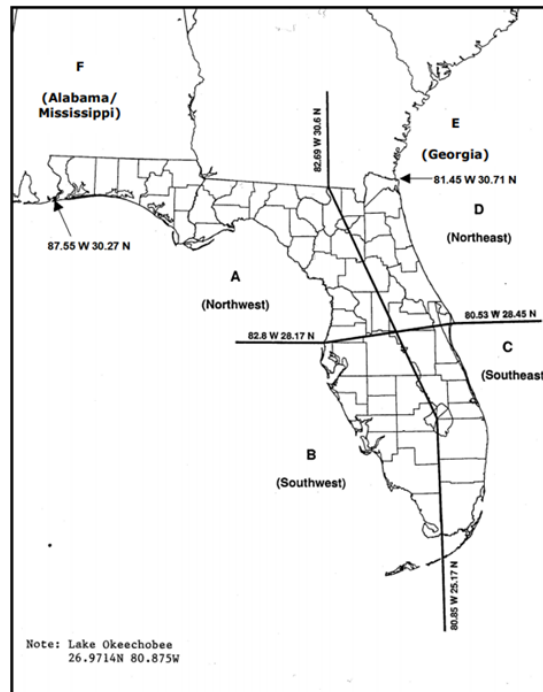 F
(Alabama/
Mississippi)
82.69 W 30.6 N
E
(Georgia)
81.45 W 30.71 N
D
(Northeast)
87.55 W 30.27 N
A
(Northwest)
80.53 W 28.45 N
82.8 W 28.17 N
C
(Southeast
B
(Southwest)
80.85 W 25.17 N
Note: Lake Okeechobee
26.9714N 80.875W